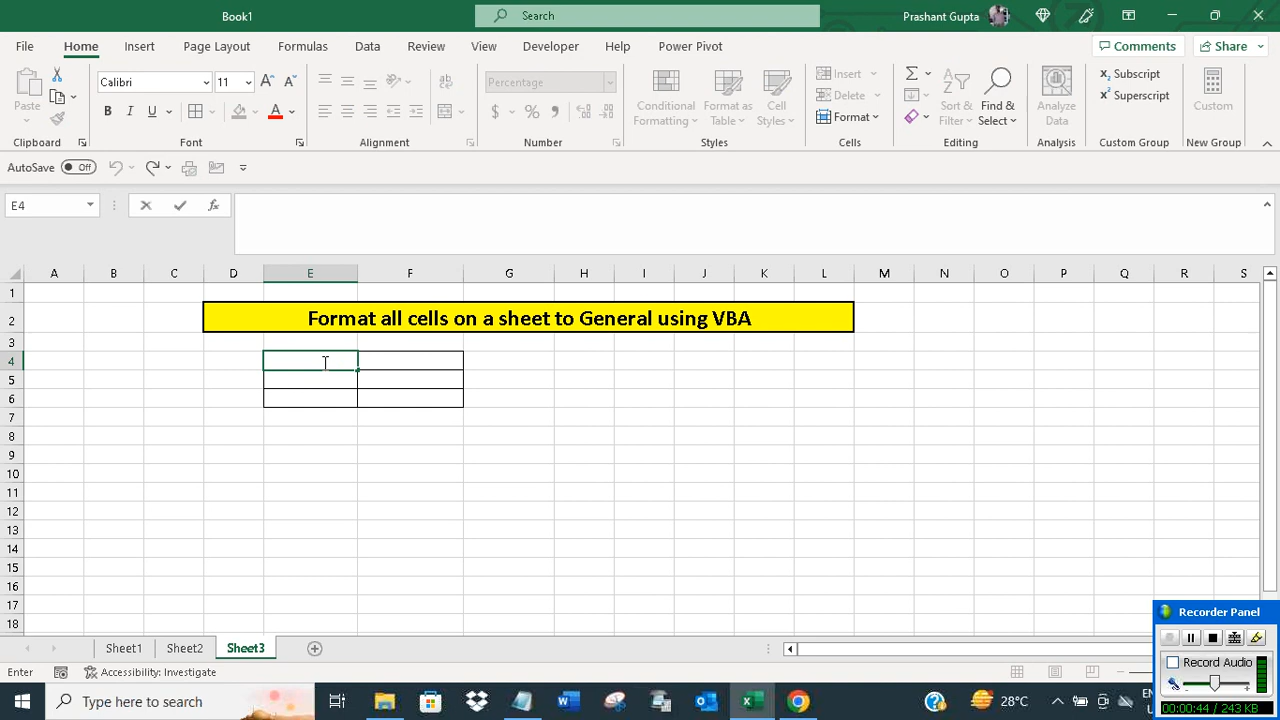 Book1
Search
Prashant Gupta
File Home Insert Page Layout Formulas Data Review View Developer Help Power Pivot Comments Share
Calibri 11 Percentage Insert Subscript
Paste Conditional Format as Cell Delete Sort & Find & Analyze Superscript Custom
B I U A $ % Formatting Table Styles Format Filter Select Data
Clipboard Font Alignment Number Styles Cells Editing Analysis Custom Group New Group
AutoSave Off
E4 fx
A B C D E F G H I J K L M N O P Q R S
1
2 Format all cells on a sheet to General using VBA
3
4
5
6
7
8
9
10
11
12
13
14
15
16
17
18
Recorder Panel
Record Audio
00:00:44 / 243 KB
Sheet1 Sheet2 Sheet3
Enter Accessibility: Investigate
Type here to search 28°C